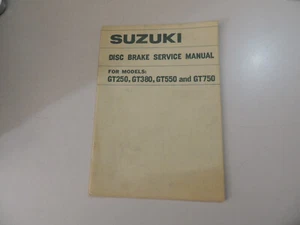 SUZUKI
DISC BRAKE SERVICE MANUAL
FOR MODELS:
GT250, GT380, GT550 and GT750